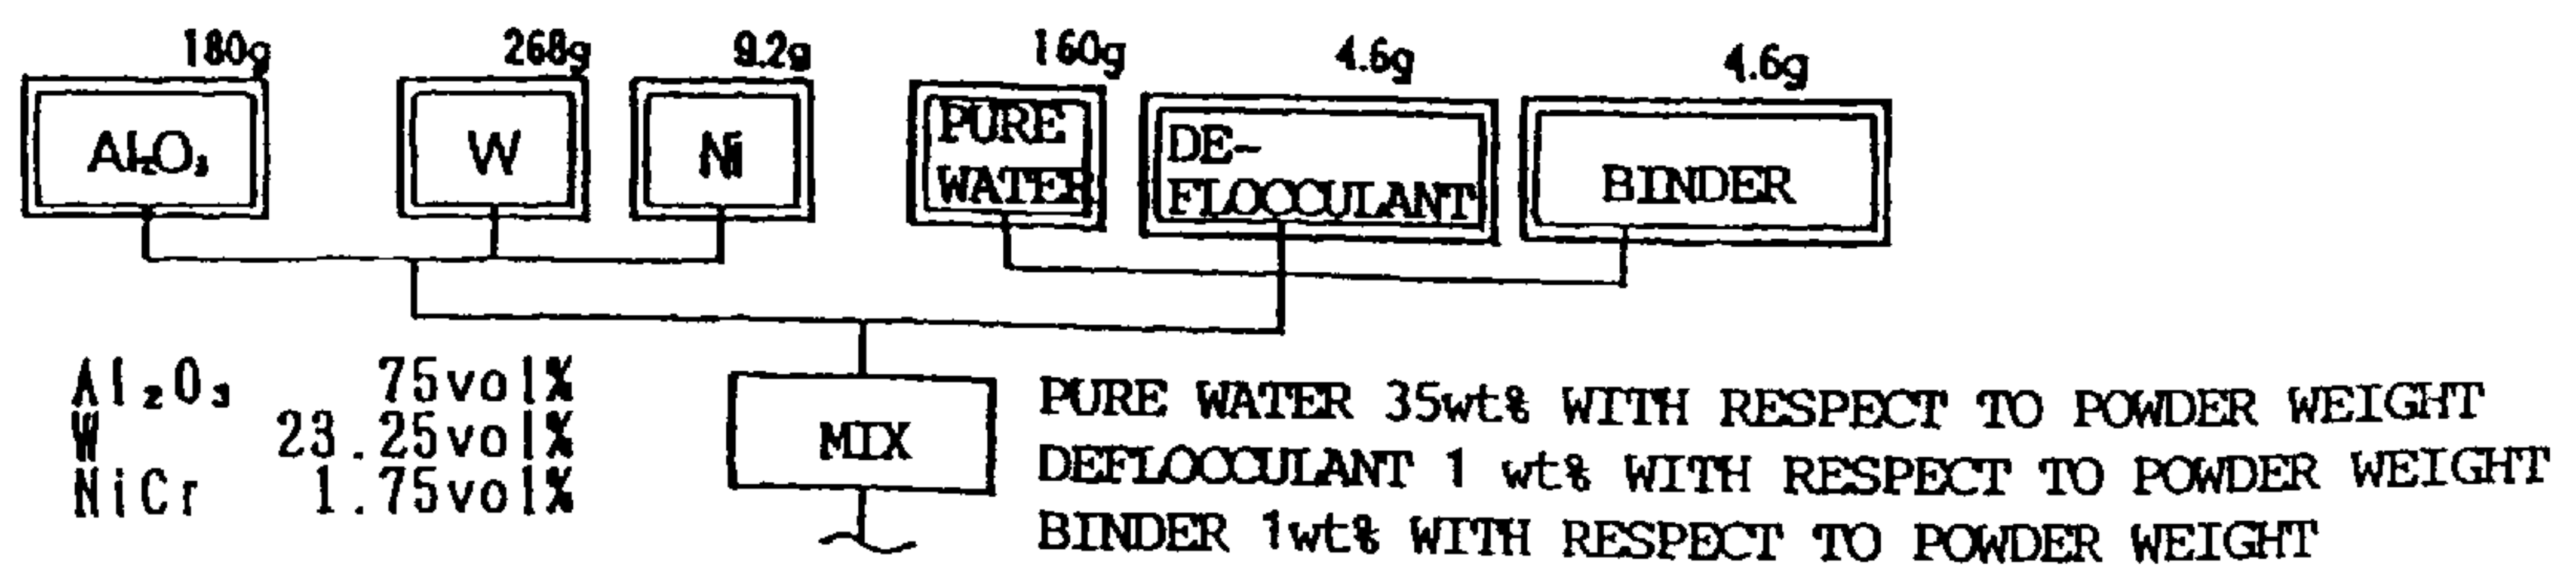 180g 268g 9.2g 160g 4.6g 4.6g
Al₂O₃ W Ni PURE WATER DE-FLOCCULANT BINDER
Al₂O₃ 75vol%
W 23.25vol%
NiCr 1.75vol%
MIX
PURE WATER 35wt% WITH RESPECT TO POWDER WEIGHT
DEFLOCCULANT 1 wt% WITH RESPECT TO POWDER WEIGHT
BINDER 1wt% WITH RESPECT TO POWDER WEIGHT